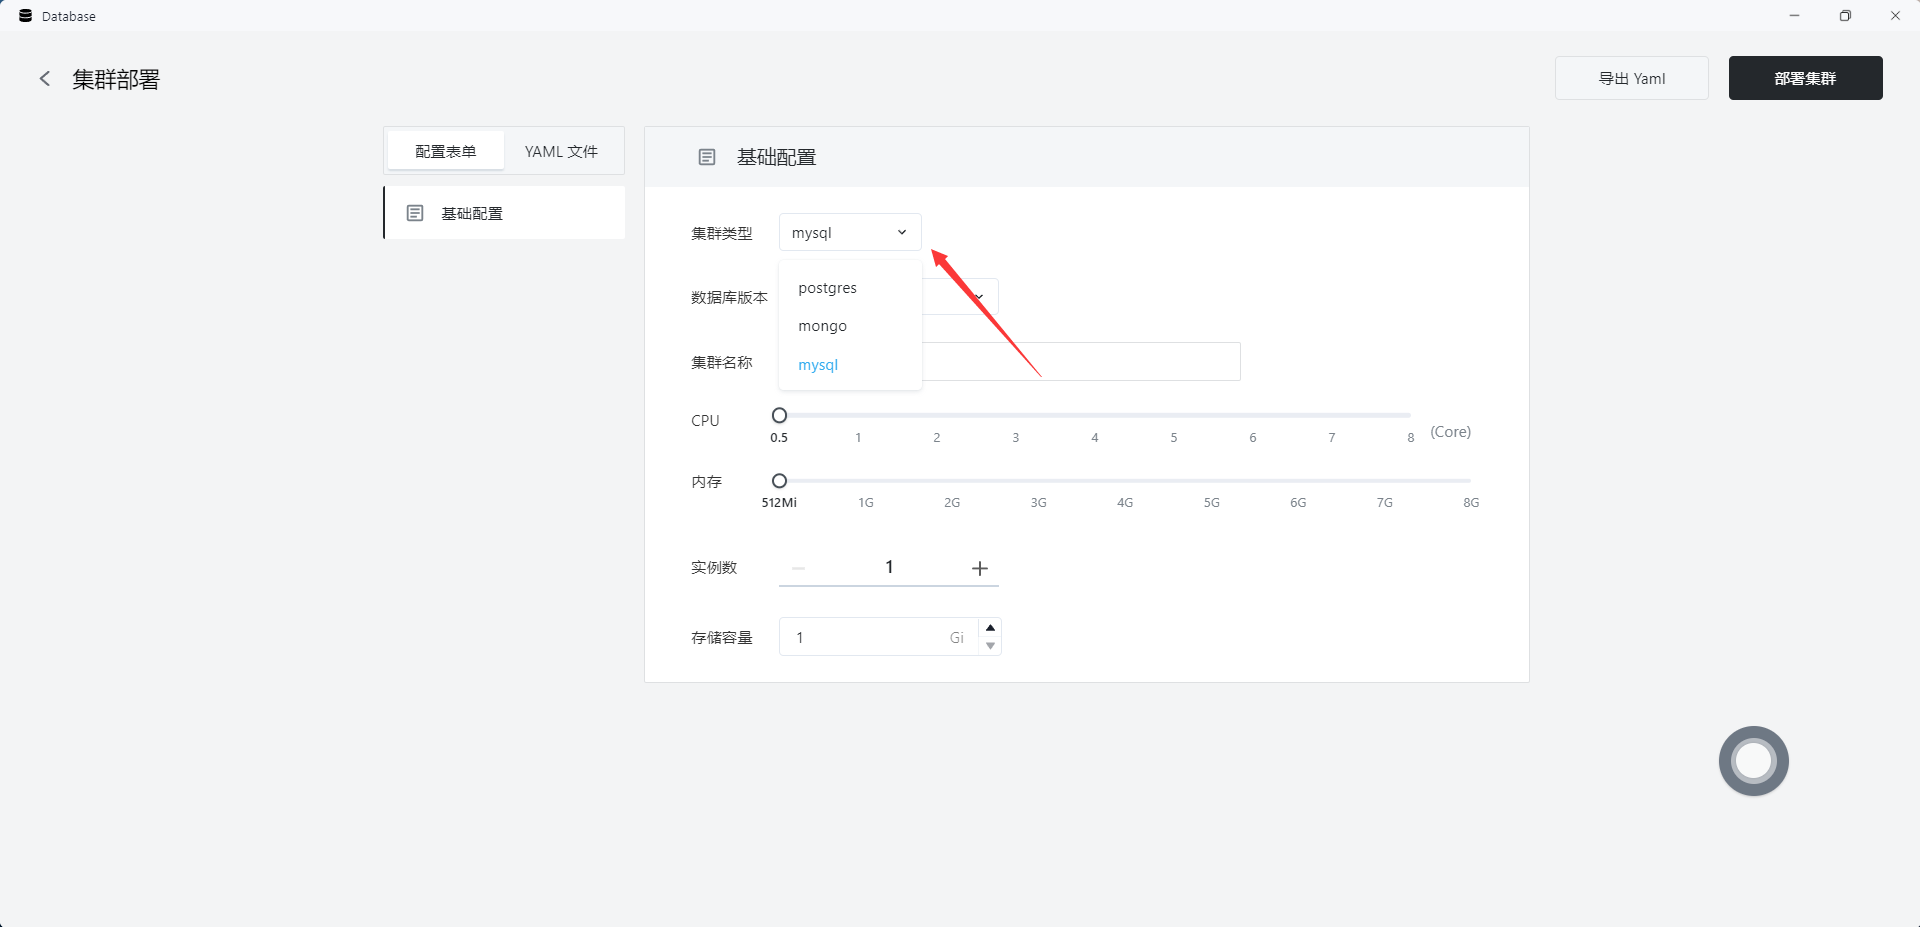 Database
集群部署
导出 Yaml
部署集群
配置表单
YAML 文件
基础配置
基础配置
集群类型
mysql
postgres
mongo
mysql
数据库版本
集群名称
CPU
0.5 1 2 3 4 5 6 7 8 (Core)
内存
512Mi 1G 2G 3G 4G 5G 6G 7G 8G
实例数
1
存储容量
1 Gi